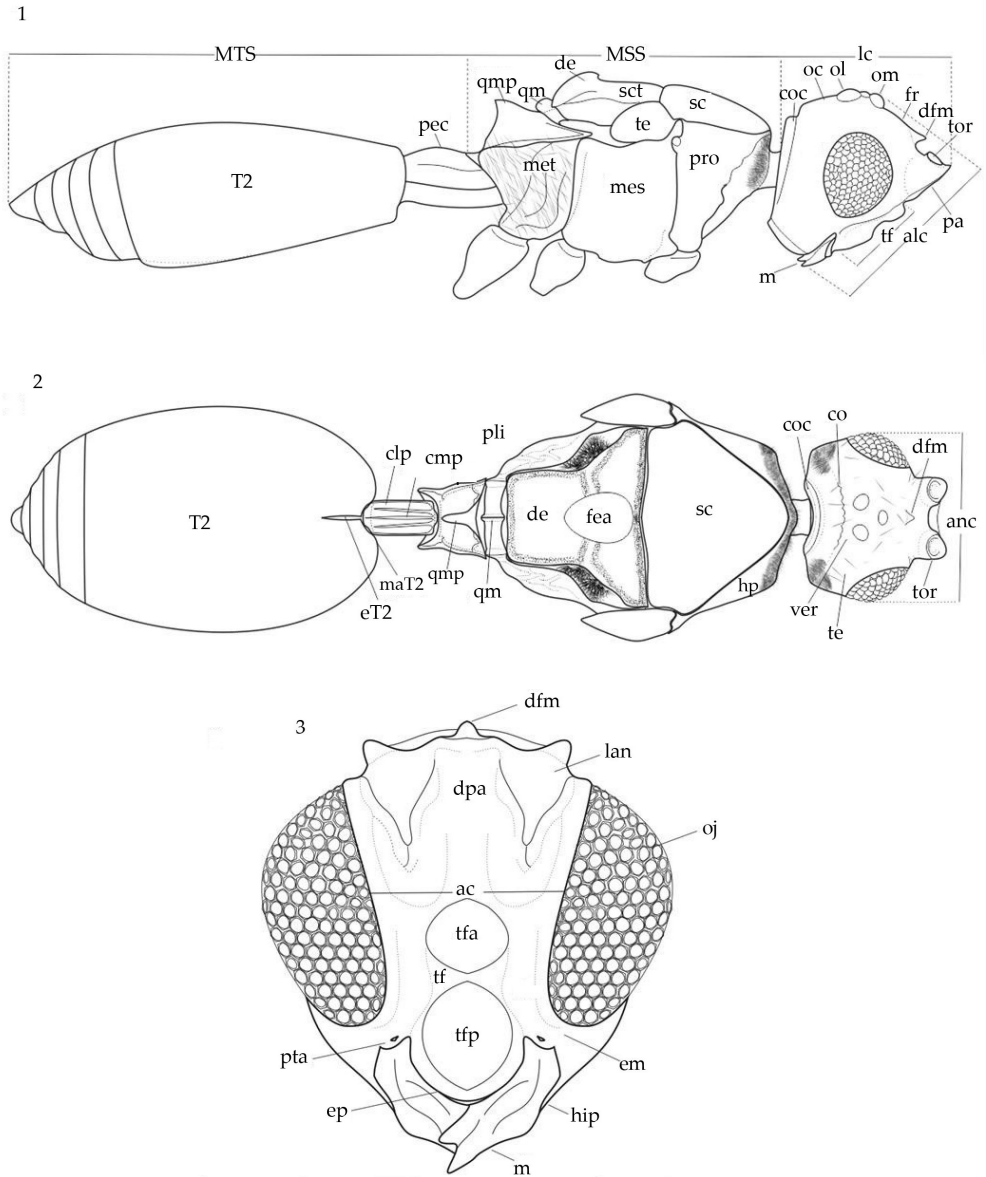 1
MTS MSS lc
de oc ol om
qmp qm sct sc coc fr dfm tor
pec te
T2 met mes pro
tf alc pa
m
2
pli coc co dfm
clp cmp
T2 de fea sc anc
maT2 qmp qm hp
eT2 ver tor
te
3
dfm
lan
dpa
oj
ac
tfa
tf
tfp
pta em
ep hip
m